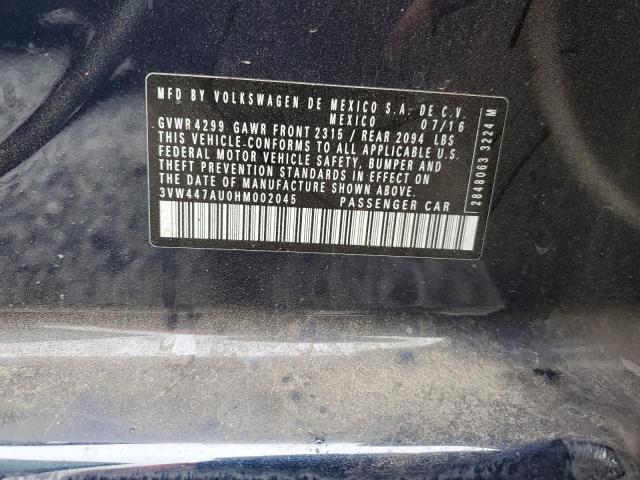 MFD BY VOLKSWAGEN DE MEXICO S.A. DE C.V.
MEXICO 07/16
GVWR 4299 GAWR FRONT 2315 / REAR 2094 LBS
THIS VEHICLE-CONFORMS TO ALL APPLICABLE U.S.
FEDERAL MOTOR VEHICLE SAFETY, BUMPER AND
THEFT PREVENTION STANDARDS IN EFFECT ON
THE DATE OF MANUFACTURE SHOWN ABOVE.
3VW447AU0HM002045 PASSENGER CAR
2848063 3224 M